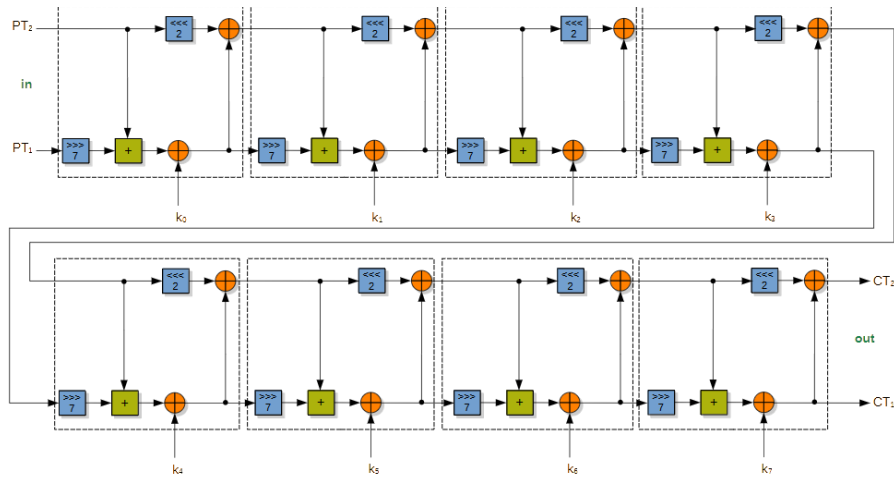 PT₂ <<< 2 <<< 2 <<< 2 <<< 2
in
PT₁ >>> 7 + >>> 7 + >>> 7 + >>> 7 +
k₀ k₁ k₂ k₃
<<< 2 <<< 2 <<< 2 <<< 2 CT₂
out
>>> 7 + >>> 7 + >>> 7 + >>> 7 + CT₁
k₄ k₅ k₆ k₇